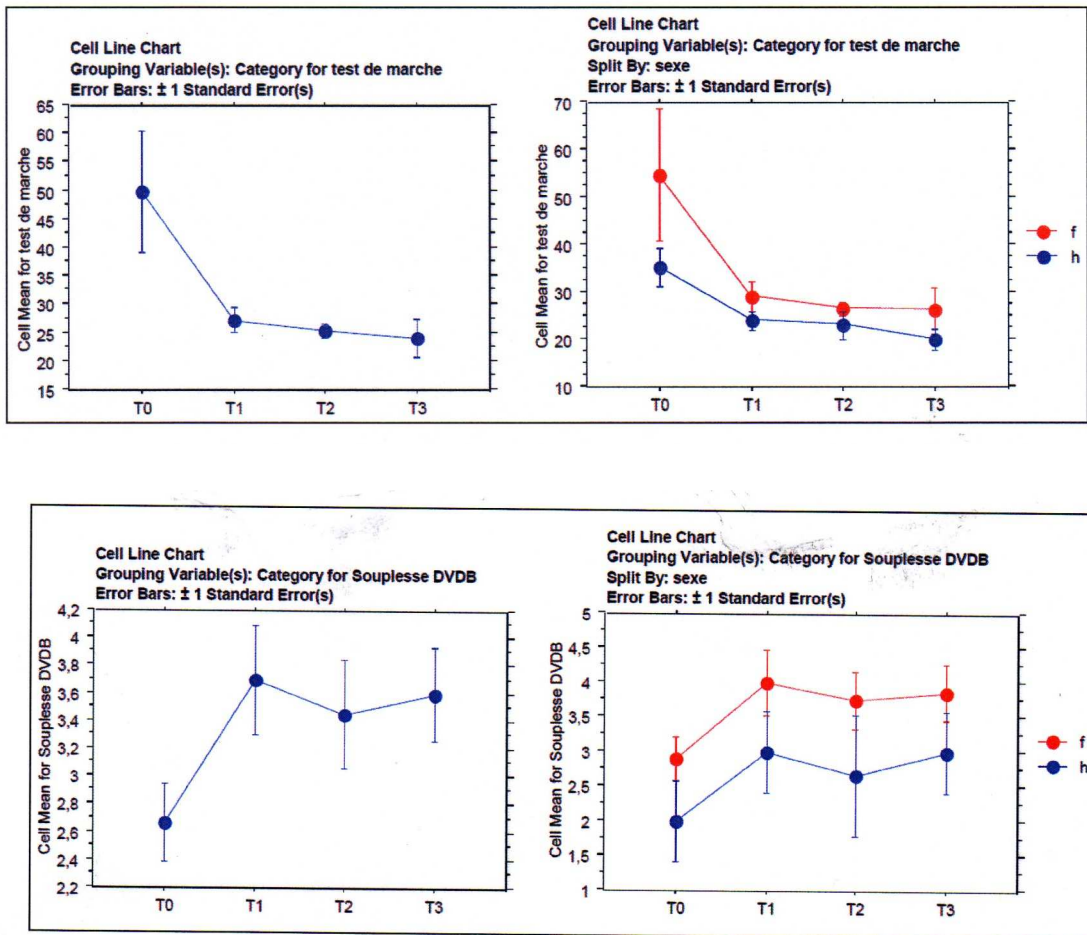 Cell Line Chart
Grouping Variable(s): Category for test de marche
Error Bars: ± 1 Standard Error(s)
Cell Mean for test de marche
65
60
55
50
45
40
35
30
25
20
15
T0 T1 T2 T3
Cell Line Chart
Grouping Variable(s): Category for test de marche
Split By: sexe
Error Bars: ± 1 Standard Error(s)
Cell Mean for test de marche
70
60
50
40
30
20
10
T0 T1 T2 T3
f
h
Cell Line Chart
Grouping Variable(s): Category for Souplesse DVDB
Error Bars: ± 1 Standard Error(s)
Cell Mean for Souplesse DVDB
4,2
4
3,8
3,6
3,4
3,2
3
2,8
2,6
2,4
2,2
T0 T1 T2 T3
Cell Line Chart
Grouping Variable(s): Category for Souplesse DVDB
Split By: sexe
Error Bars: ± 1 Standard Error(s)
Cell Mean for Souplesse DVDB
5
4,5
4
3,5
3
2,5
2
1,5
1
T0 T1 T2 T3
f
h